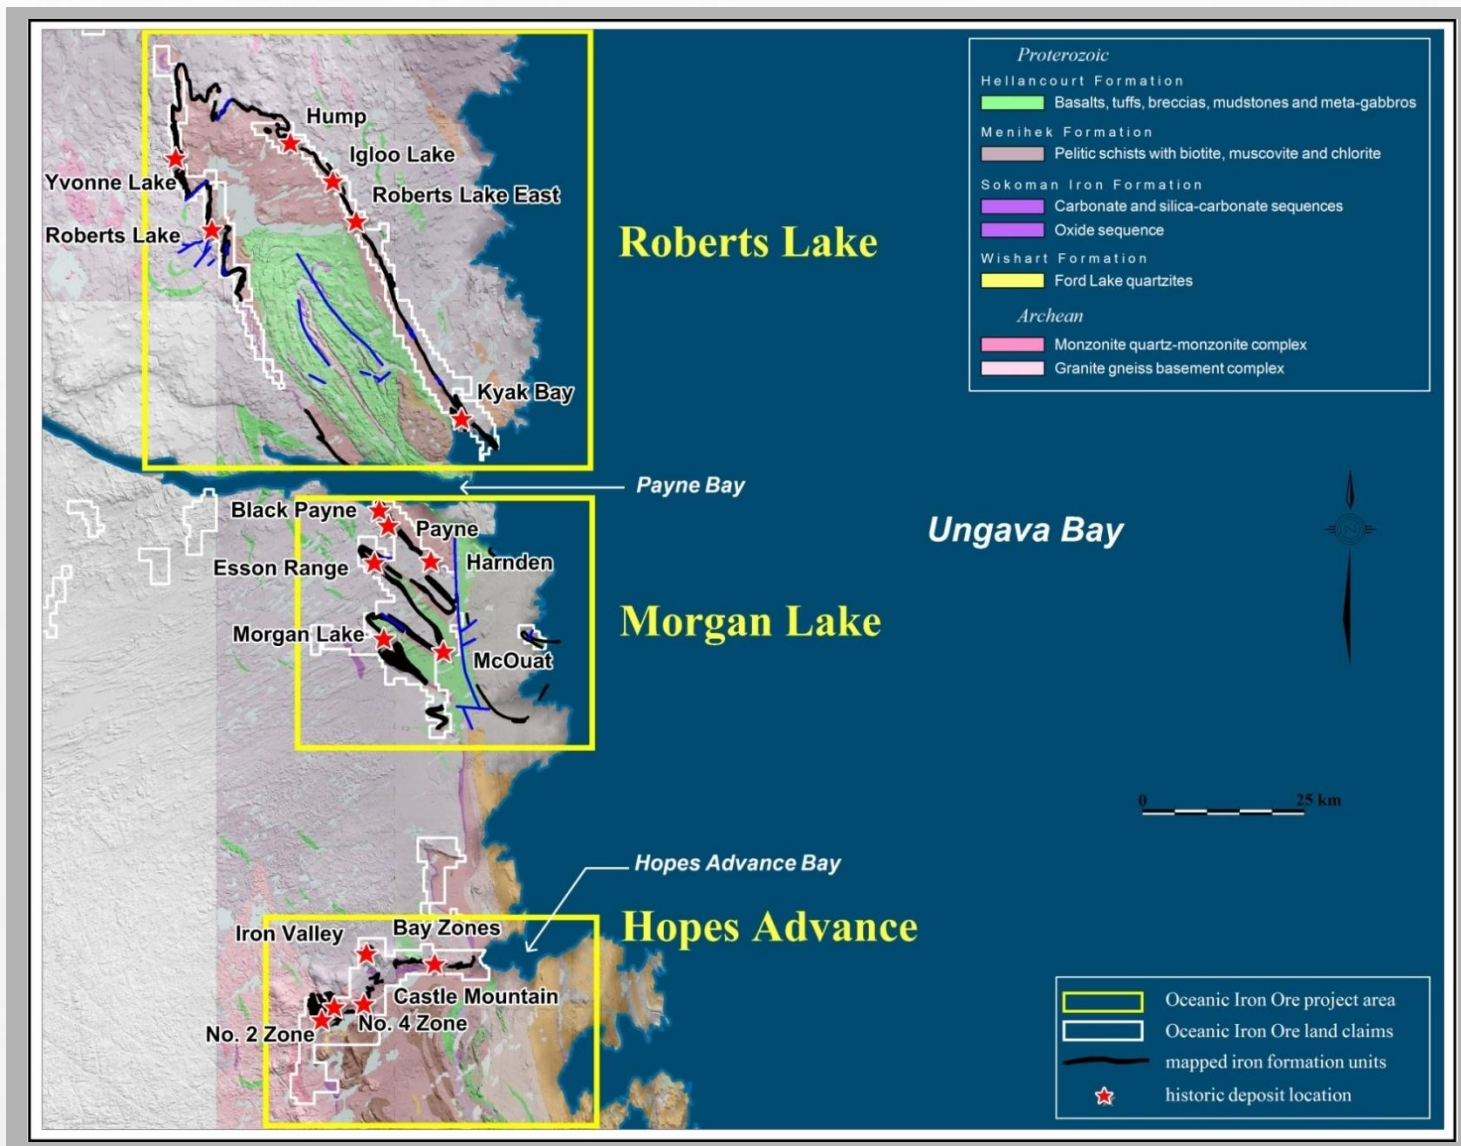 Proterozoic
Hellancourt Formation
Basalts, tuffs, breccias, mudstones and meta-gabbros
Menihek Formation
Pelitic schists with biotite, muscovite and chlorite
Sokoman Iron Formation
Carbonate and silica-carbonate sequences
Oxide sequence
Wishart Formation
Ford Lake quartzites
Archean
Monzonite quartz-monzonite complex
Granite gneiss basement complex
Hump
Igloo Lake
Yvonne Lake
Roberts Lake East
Roberts Lake
Roberts Lake
Kyak Bay
Payne Bay
Black Payne
Payne
Ungava Bay
N
Esson Range
Harnden
Morgan Lake
Morgan Lake
McOuat
0 25 km
Hopes Advance Bay
Hopes Advance
Iron Valley
Bay Zones
Castle Mountain
No. 4 Zone
No. 2 Zone
Oceanic Iron Ore project area
Oceanic Iron Ore land claims
mapped iron formation units
historic deposit location